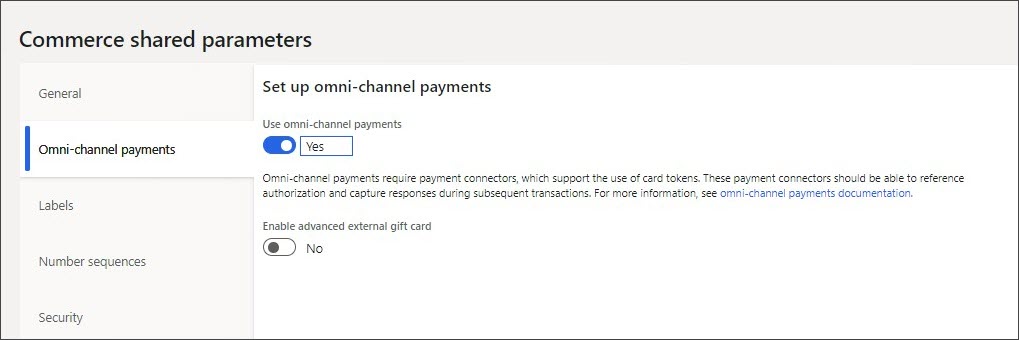 Commerce shared parameters
General
Omni-channel payments
Labels
Number sequences
Security
Set up omni-channel payments
Use omni-channel payments
Yes
Omni-channel payments require payment connectors, which support the use of card tokens. These payment connectors should be able to reference
authorization and capture responses during subsequent transactions. For more information, see omni-channel payments documentation.
Enable advanced external gift card
No